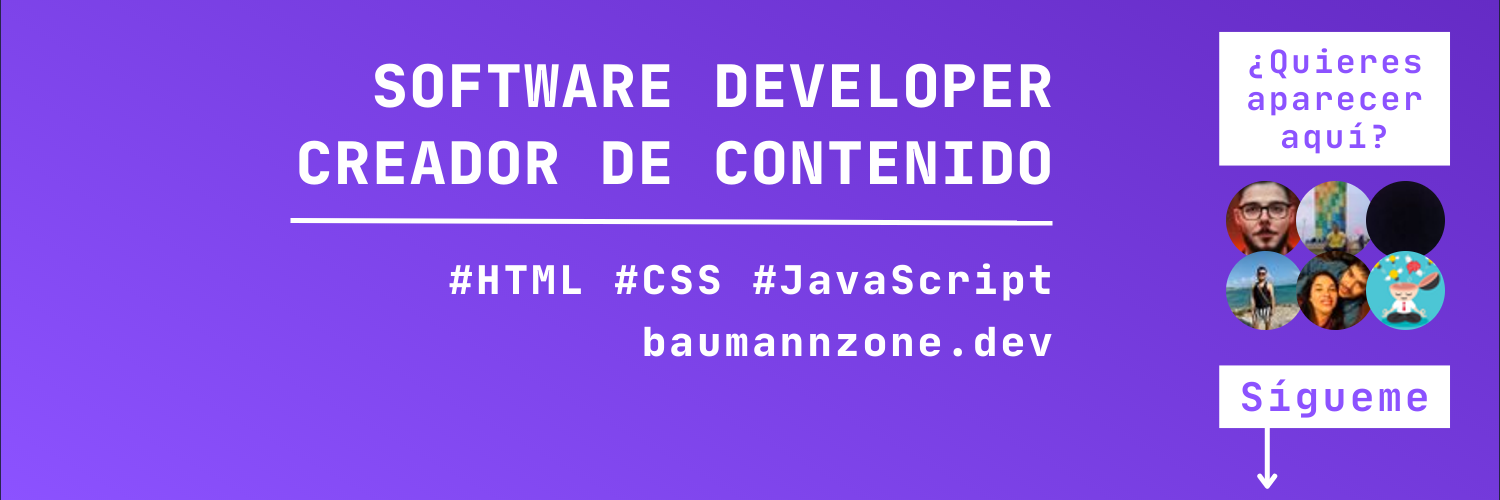 SOFTWARE DEVELOPER
CREADOR DE CONTENIDO
#HTML #CSS #JavaScript
baumannzone.dev
¿Quieres
aparecer
aquí?
Sígueme